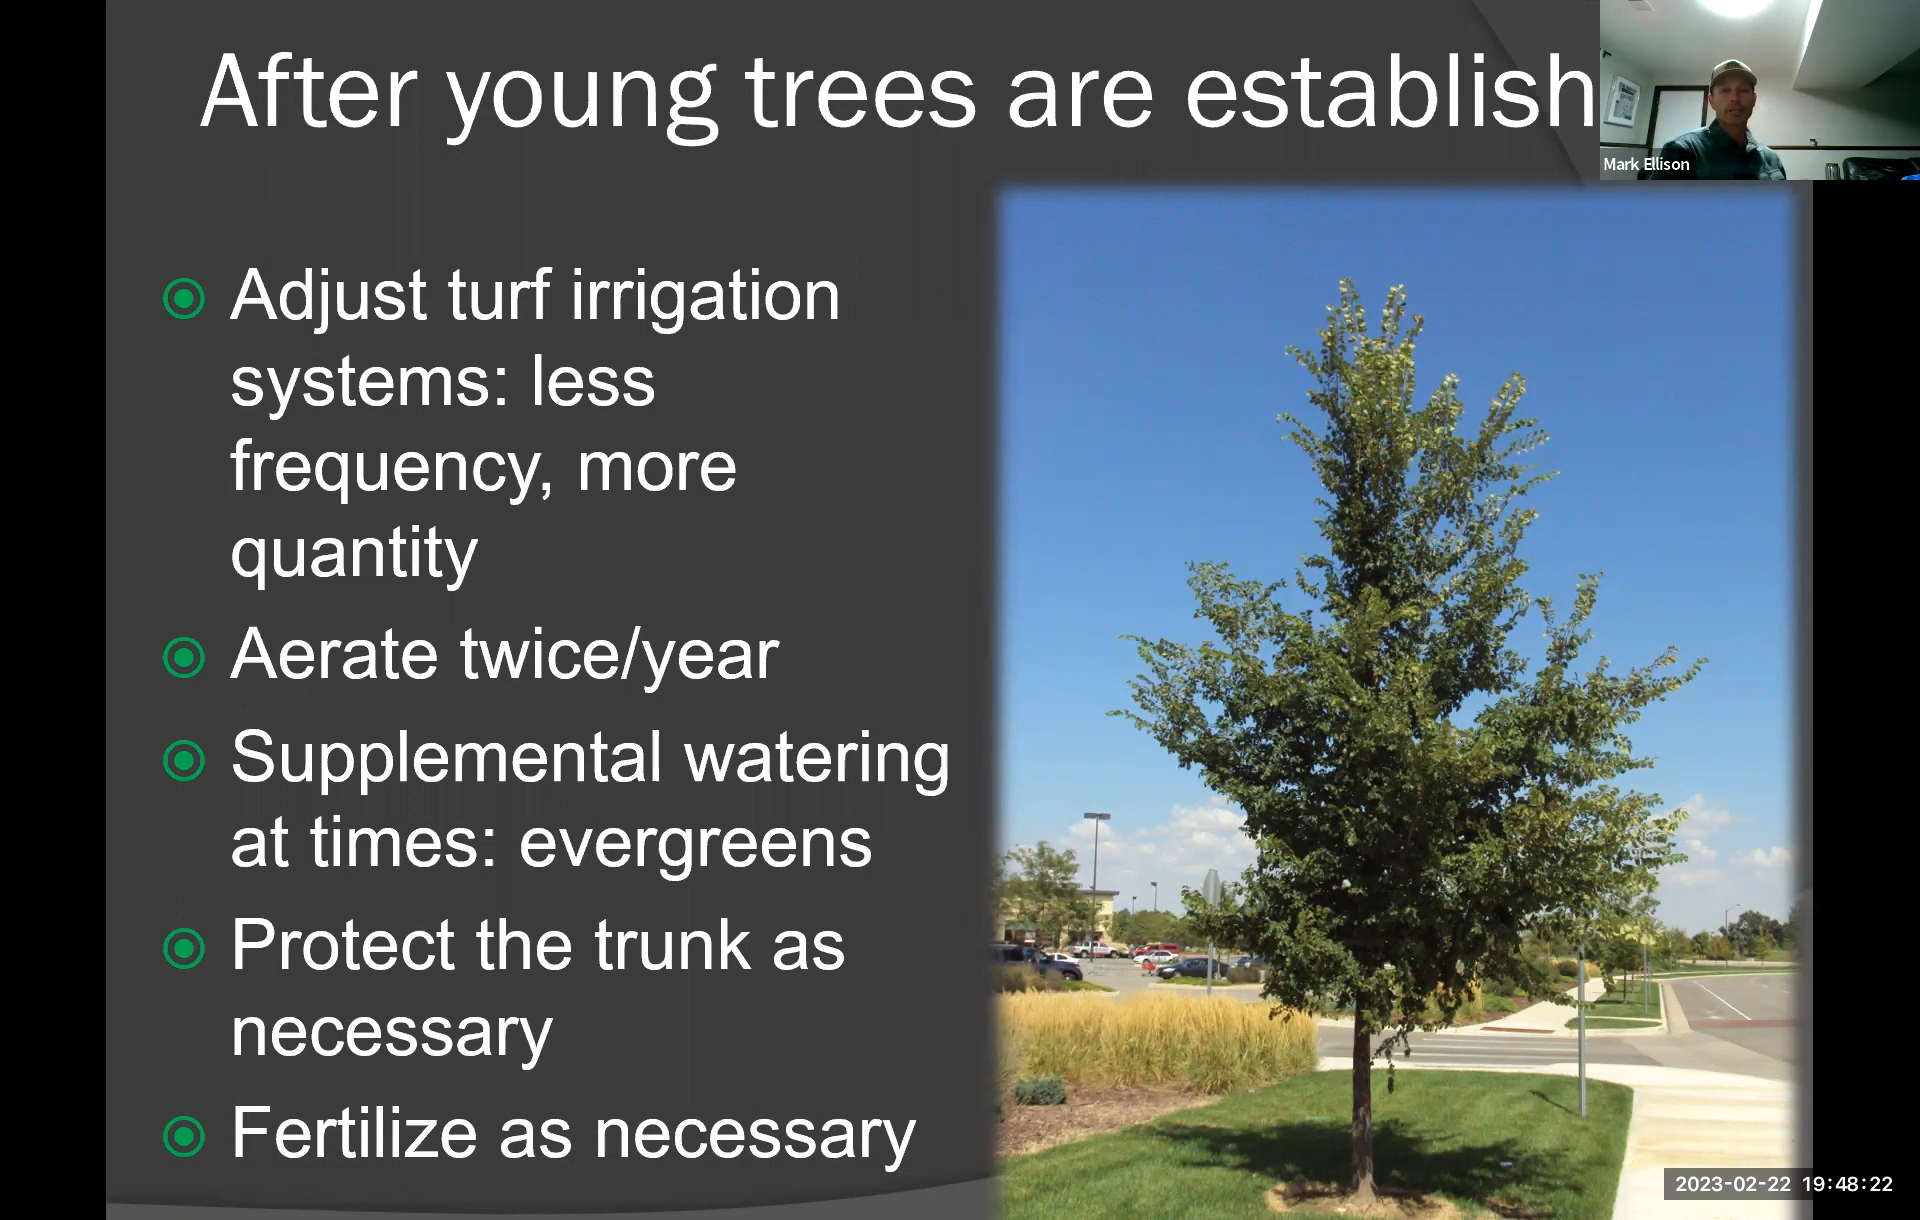 After young trees are establish
Mark Ellison
Adjust turf irrigation
systems: less
frequency, more
quantity
Aerate twice/year
Supplemental watering
at times: evergreens
Protect the trunk as
necessary
Fertilize as necessary
2023-02-22 19:48:22